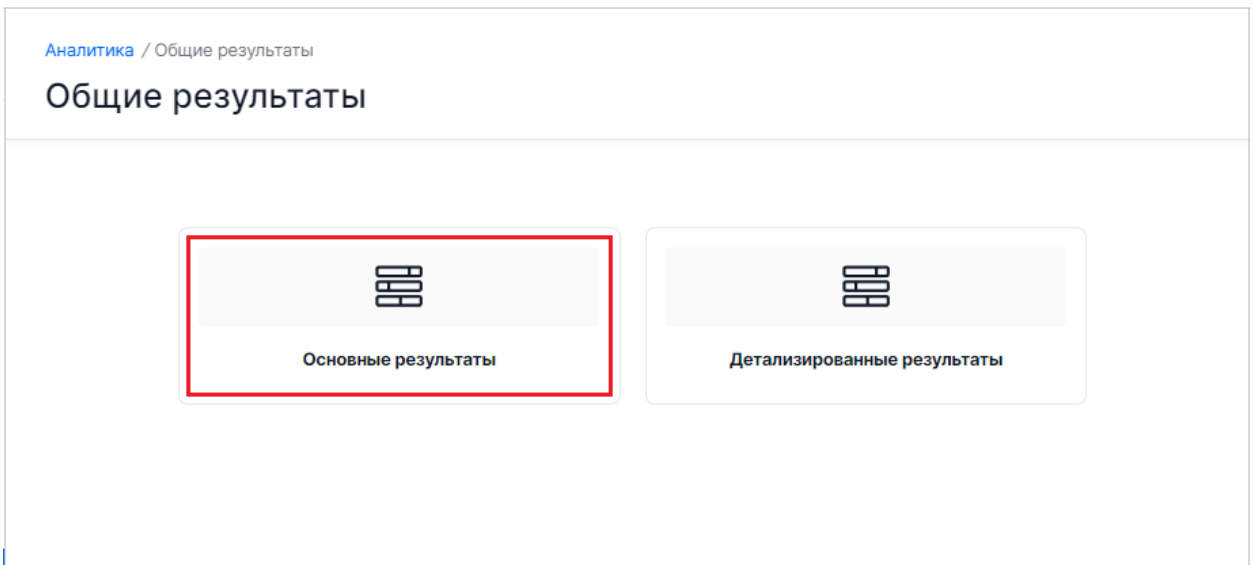 Аналитика / Общие результаты
Общие результаты
Основные результаты
Детализированные результаты